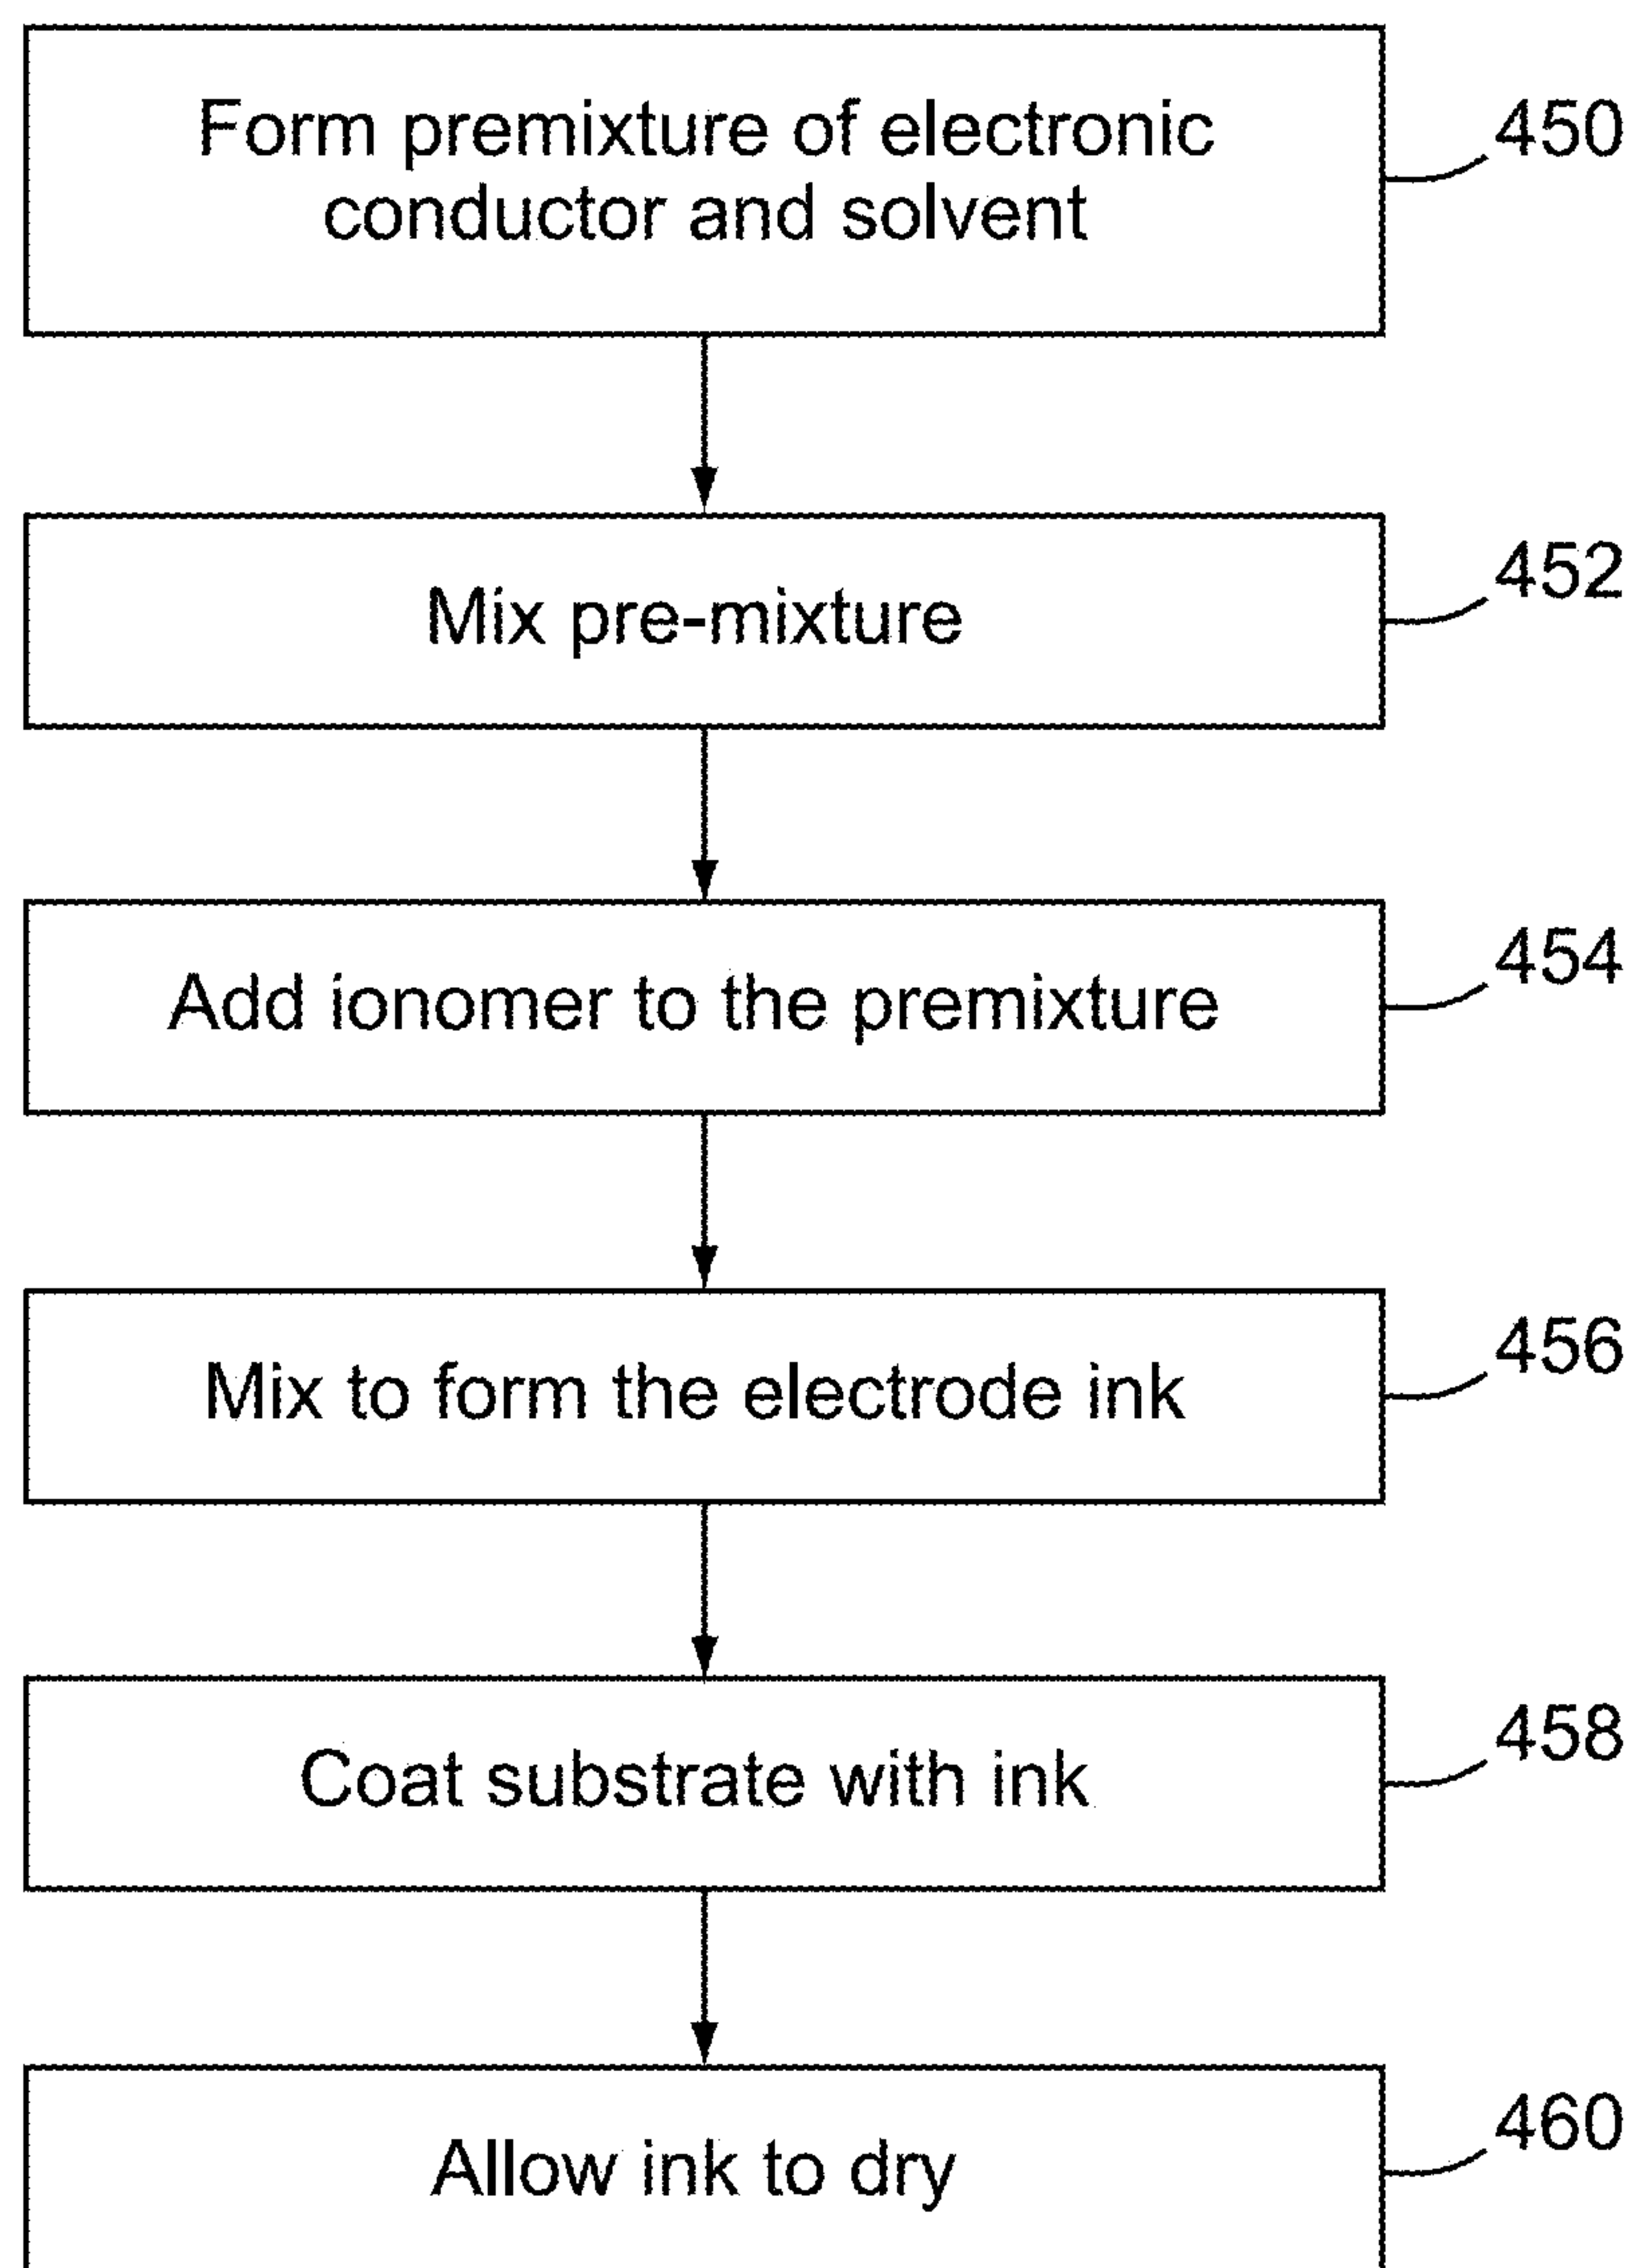 Form premixture of electronic
conductor and solvent
450
Mix pre-mixture
452
Add ionomer to the premixture
454
Mix to form the electrode ink
456
Coat substrate with ink
458
Allow ink to dry
460